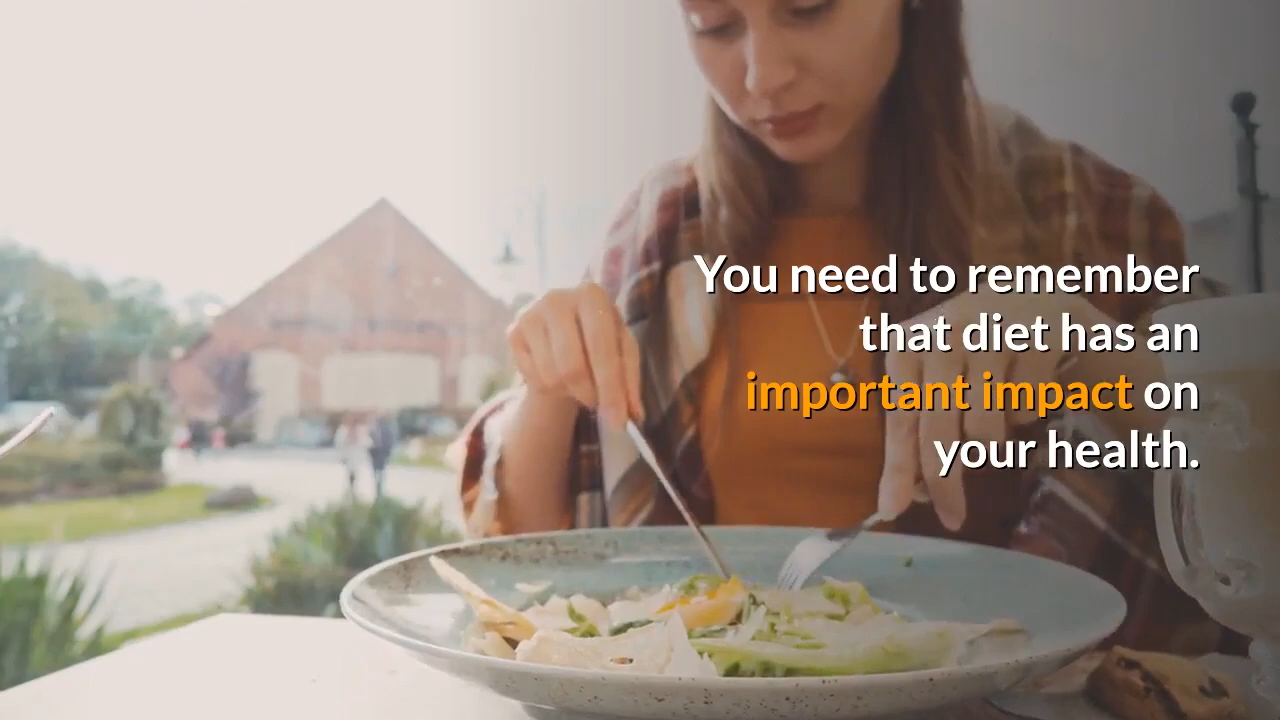 You need to remember
that diet has an
important impact on
your health.